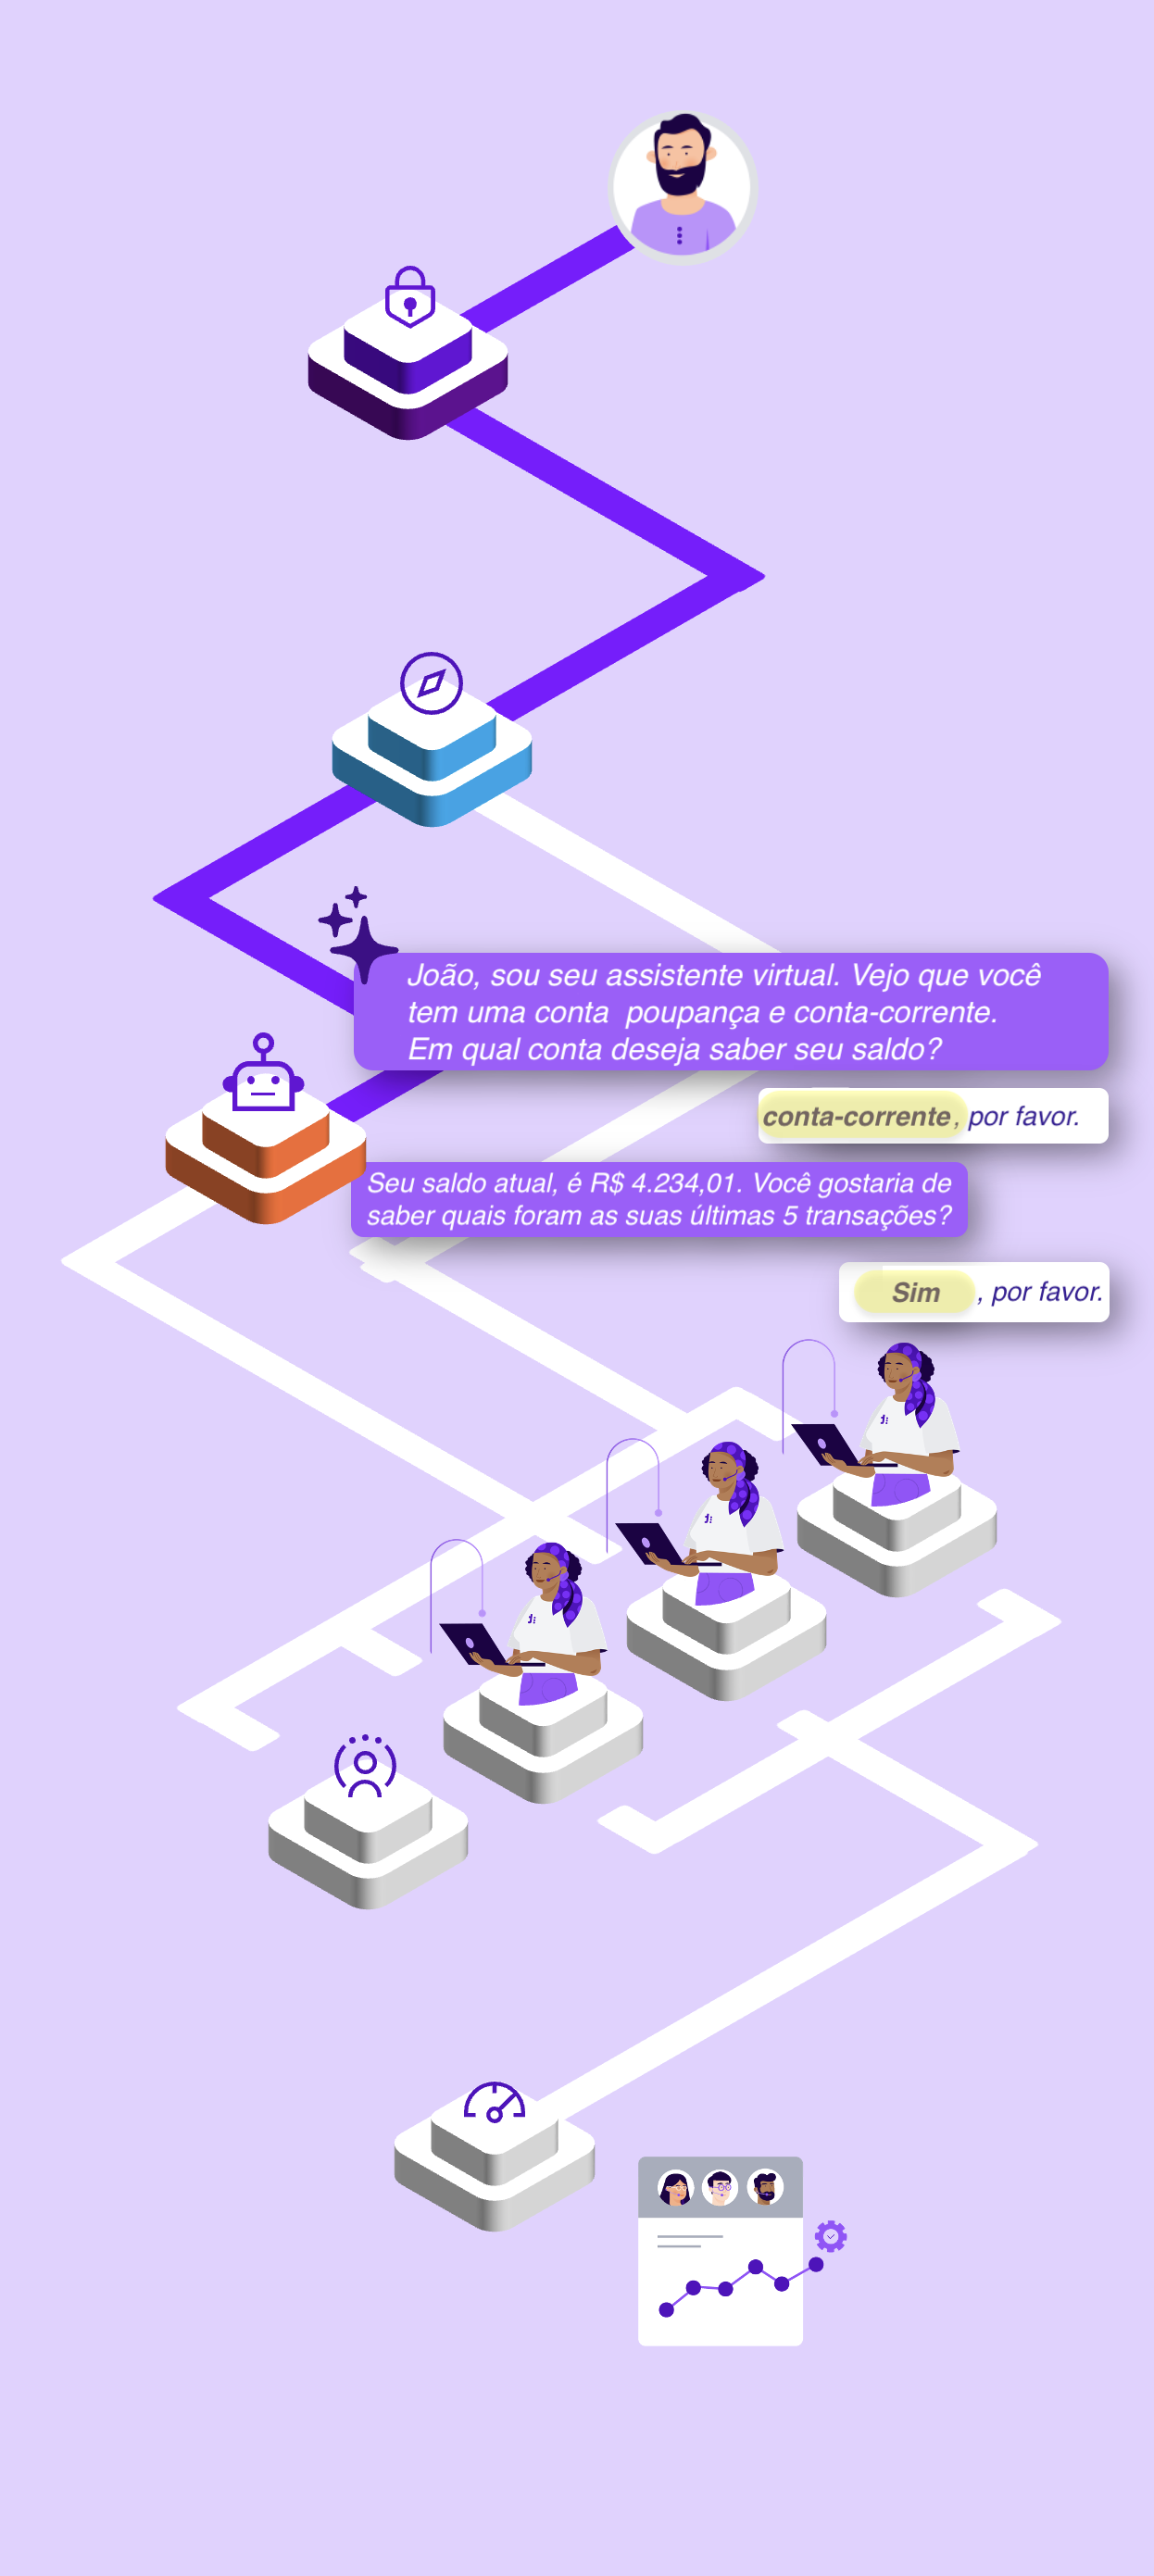 João, sou seu assistente virtual. Vejo que você
tem uma conta poupança e conta-corrente.
Em qual conta deseja saber seu saldo?
conta-corrente, por favor.
Seu saldo atual, é R$ 4.234,01. Você gostaria de
saber quais foram as suas últimas 5 transações?
Sim, por favor.